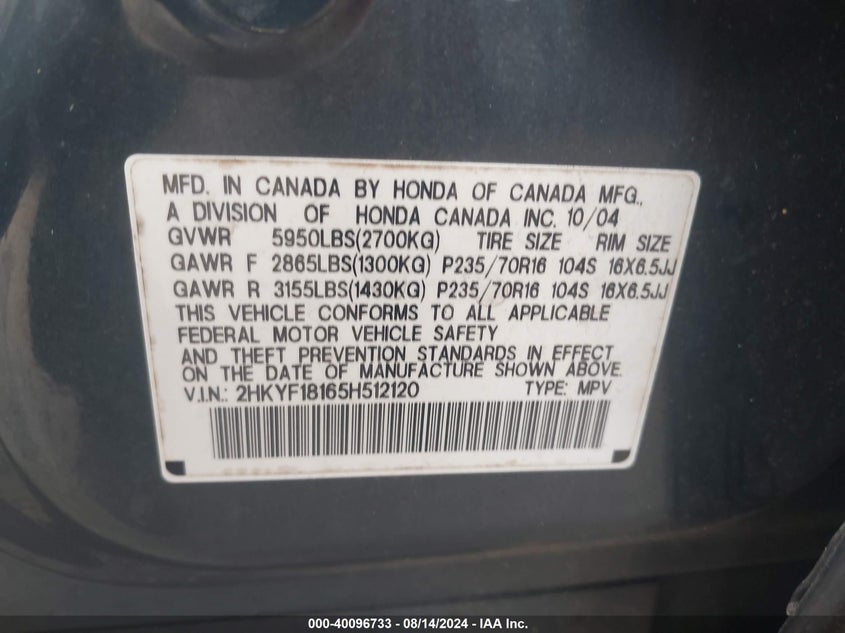 MFD. IN CANADA BY HONDA OF CANADA MFG.,
A DIVISION OF HONDA CANADA INC. 10/04
GVWR 5950LBS(2700KG) TIRE SIZE RIM SIZE
GAWR F 2865LBS(1300KG) P235/70R16 104S 16X6.5JJ
GAWR R 3155LBS(1430KG) P235/70R16 104S 16X6.5JJ
THIS VEHICLE CONFORMS TO ALL APPLICABLE
FEDERAL MOTOR VEHICLE SAFETY
AND THEFT PREVENTION STANDARDS IN EFFECT
ON THE DATE OF MANUFACTURE SHOWN ABOVE.
V.I.N.: 2HKYF18165H512120 TYPE: MPV
000-40096733 - 08/14/2024 - IAA Inc.